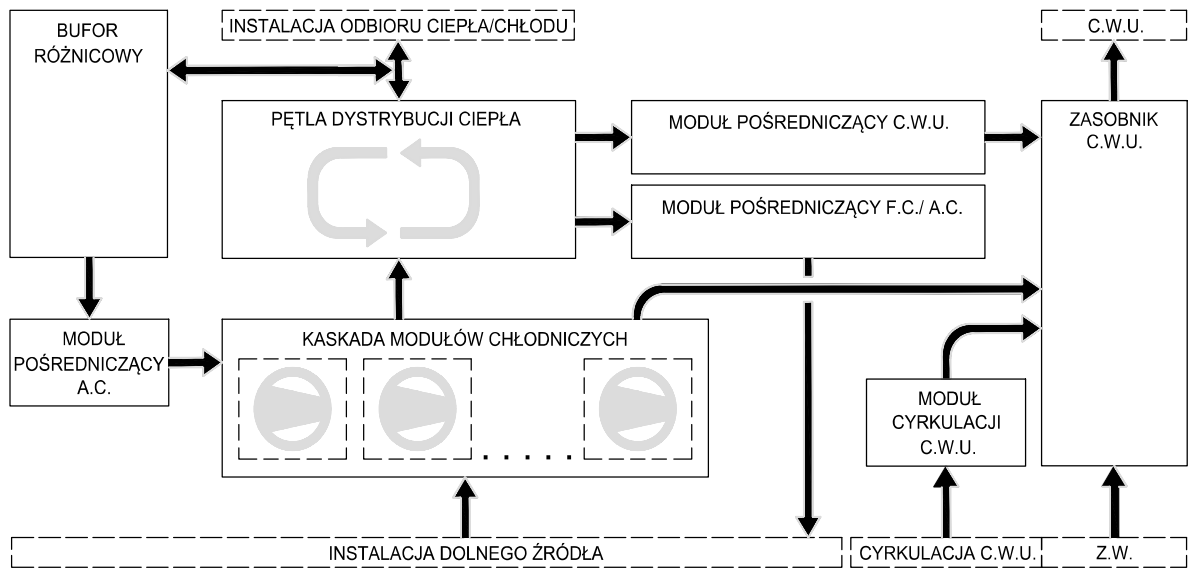 BUFOR
RÓŻNICOWY
INSTALACJA ODBIORU CIEPŁA/CHŁODU
C.W.U.
PĘTLA DYSTRYBUCJI CIEPŁA
MODUŁ POŚREDNICZĄCY C.W.U.
ZASOBNIK
C.W.U.
MODUŁ POŚREDNICZĄCY F.C./ A.C.
MODUŁ
POŚREDNICZĄCY
A.C.
KASKADA MODUŁÓW CHŁODNICZYCH
MODUŁ
CYRKULACJI
C.W.U.
INSTALACJA DOLNEGO ŹRÓDŁA
CYRKULACJA C.W.U.
Z.W.